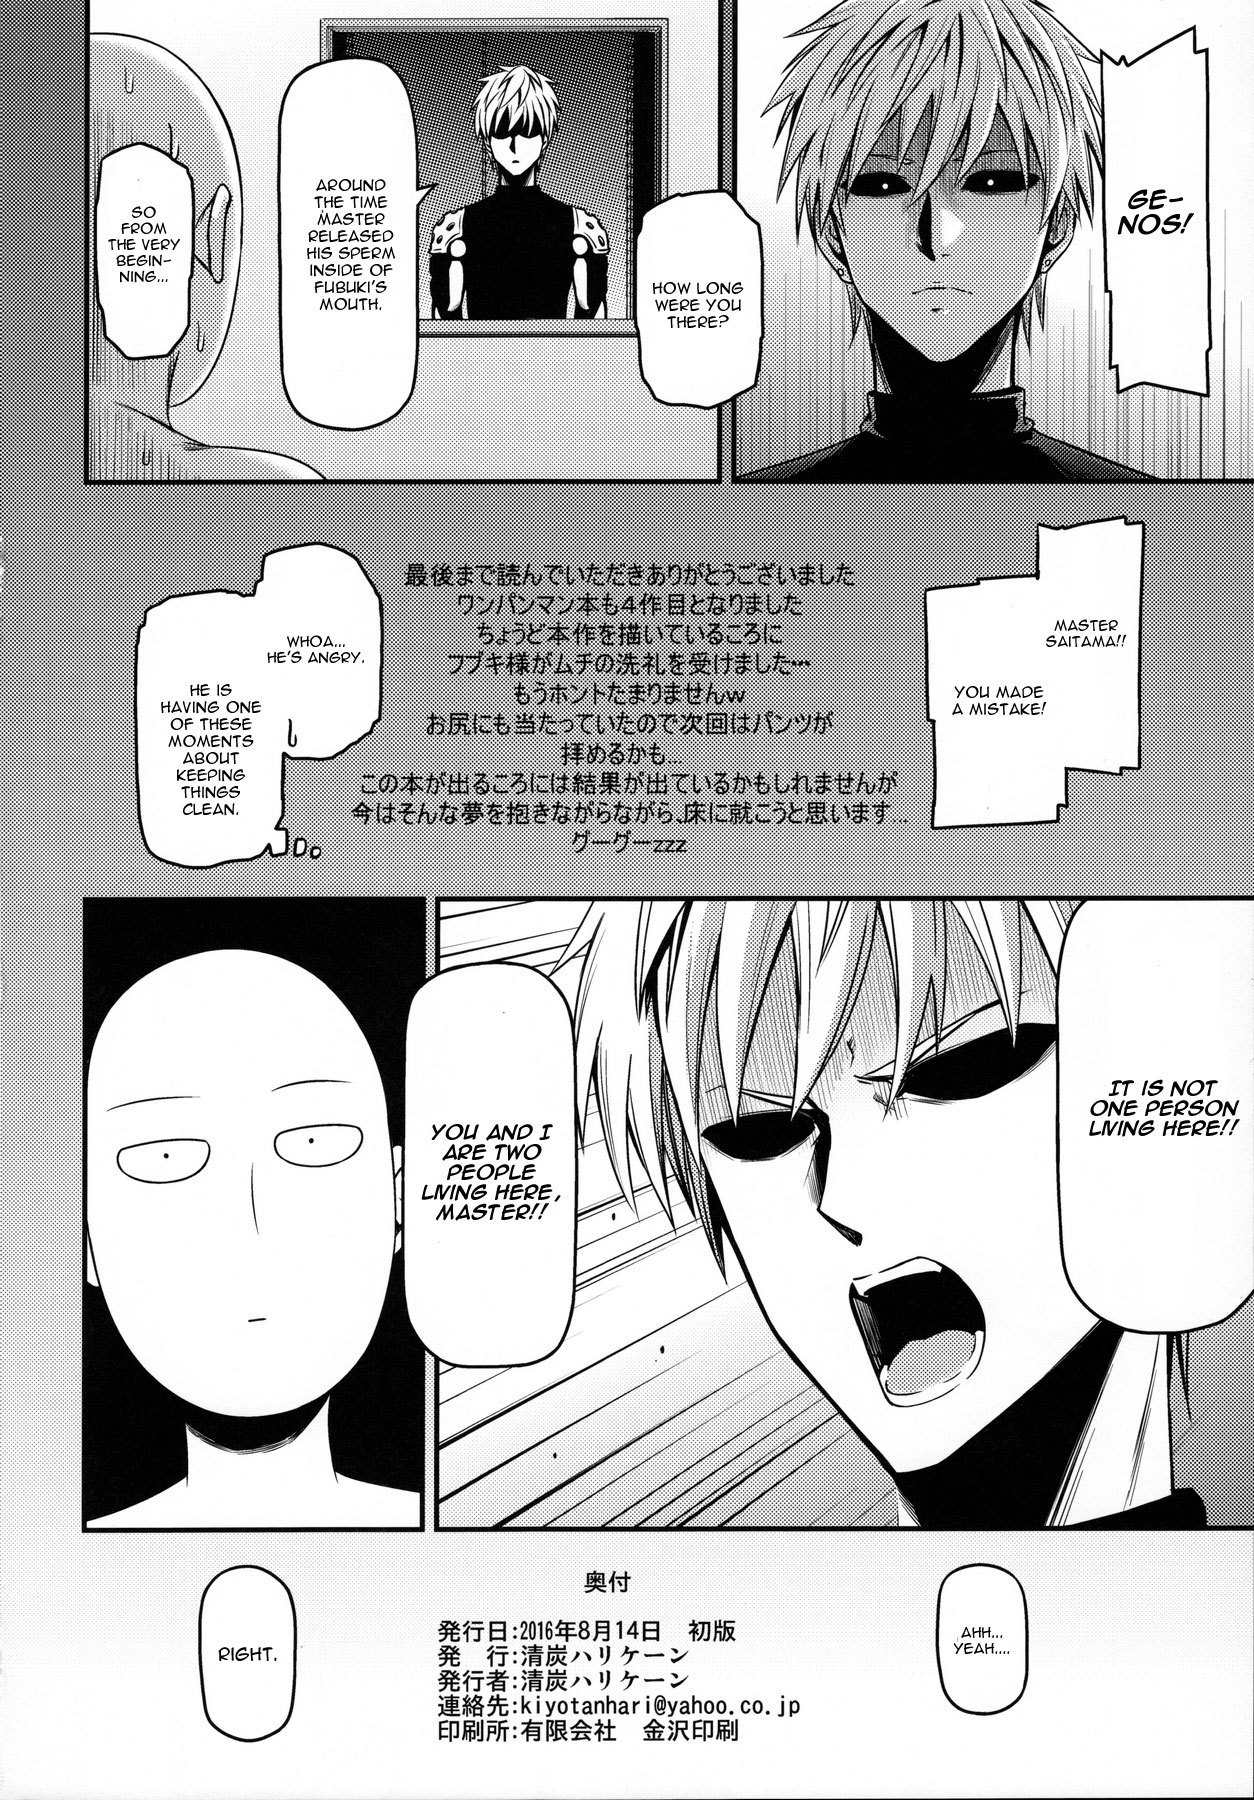 GE-
NOS!
HOW LONG
WERE YOU
THERE?
AROUND
THE TIME
MASTER
RELEASED
HIS SPERM
INSIDE OF
FUBUKI'S
MOUTH.
SO
FROM THE
VERY
BEGIN-
NING...
MASTER
SAITAMA!!
YOU MADE
A MISTAKE!
最後まで読んでいただきありがとうございました
ワンパンマン本も4作目となりました
ちょうど本作を描いているころに
フブキ様がムチの洗礼を受けました…
もうホントたまりませんw
お尻にも当たっていたので次回はパンツが
拝めるかも...
この本が出るころには結果が出ているかもしれませんが
今はそんな夢を抱きながらながら、床に就こうと思います...
グ…グ…zzz
WHOA...
HE'S ANGRY.
HE IS
HAVING ONE
OF THESE
MOMENTS
ABOUT
KEEPING
THINGS
CLEAN.
IT IS NOT
ONE PERSON
LIVING HERE!!
YOU AND I
ARE TWO
PEOPLE
LIVING HERE,
MASTER!!
AHH...
YEAH....
奥付
発行日:2016年8月14日 初版
発 行:清炭ハリケーン
発行者:清炭ハリケーン
連絡先:kiyotanhari@yahoo.co.jp
印刷所:有限会社 金沢印刷
RIGHT.